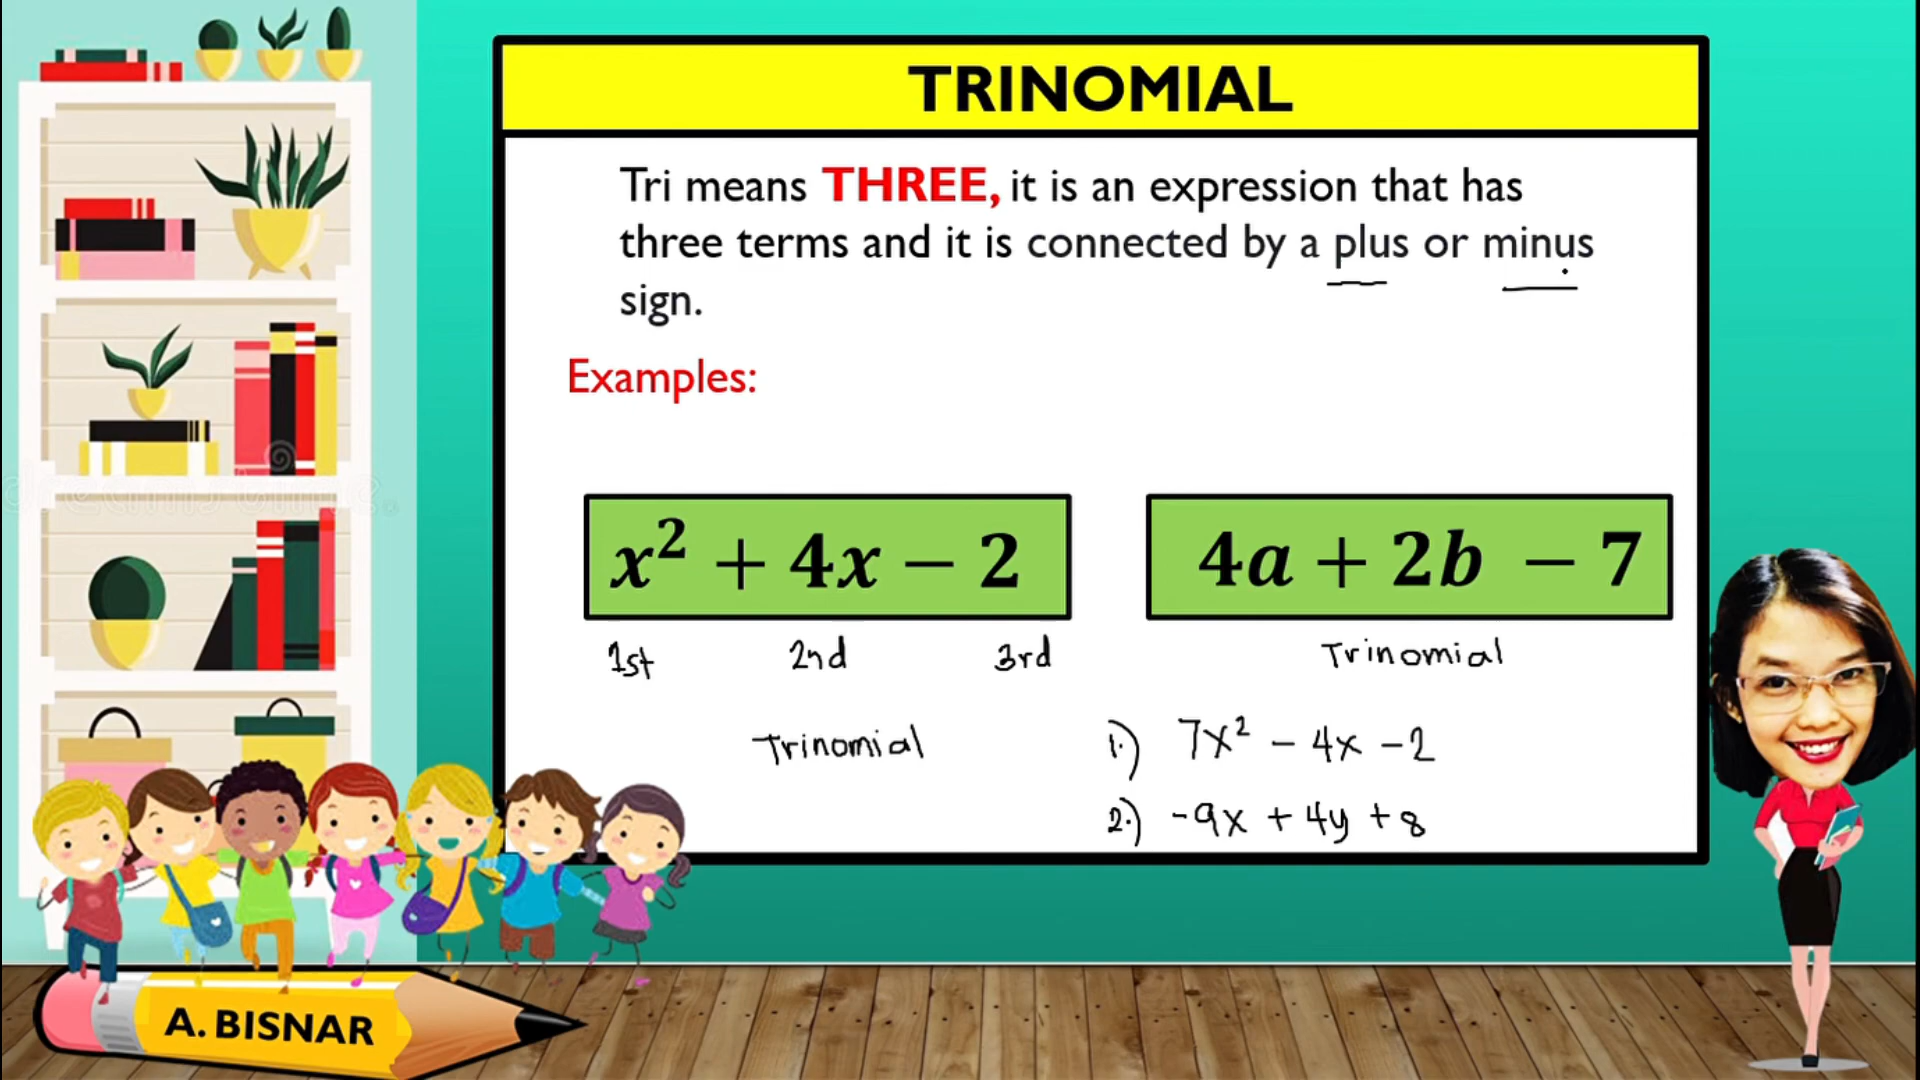 TRINOMIAL
Tri means THREE, it is an expression that has
three terms and it is connected by a plus or minus
sign.
Examples:
x² + 4x − 2
4a + 2b − 7
1st 2nd 3rd
Trinomial
Trinomial
1.) 7x² − 4x − 2
2.) -9x + 4y + 8
A. BISNAR
dreamstime.